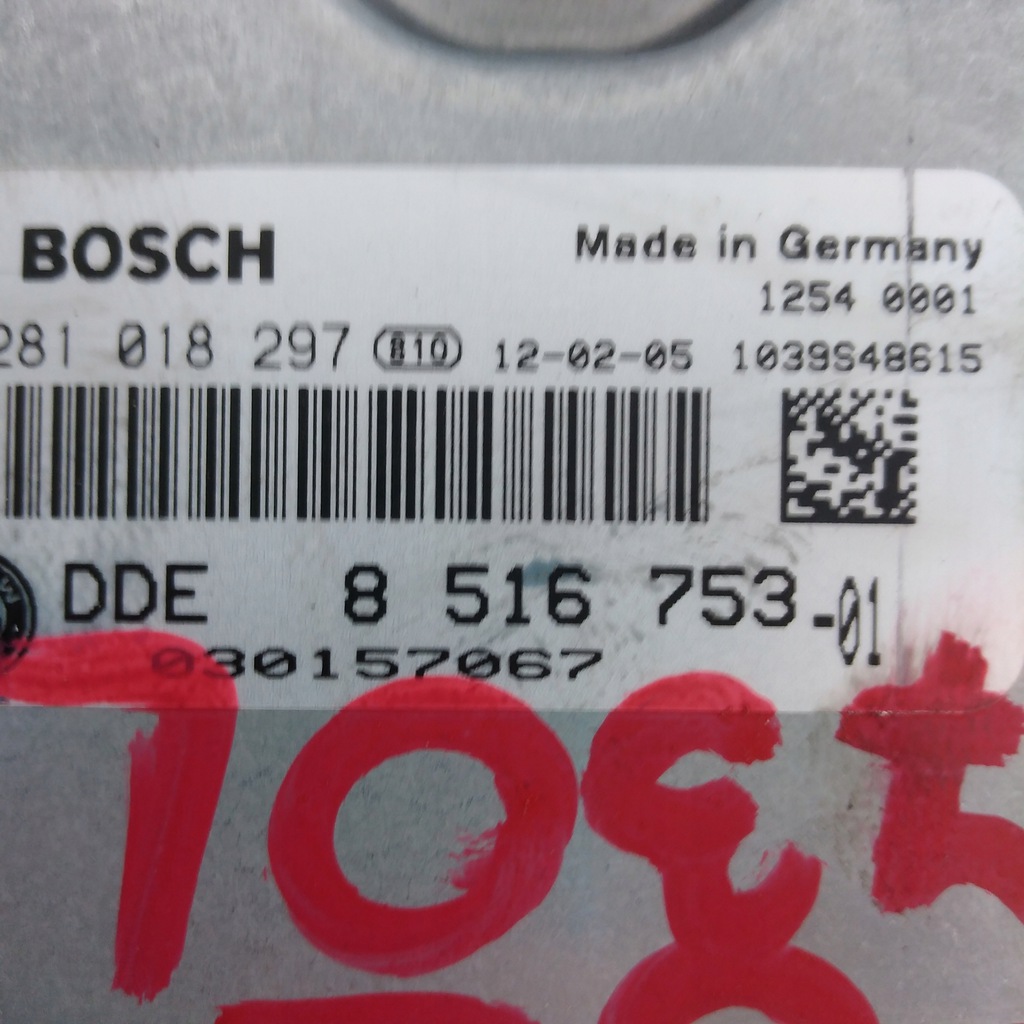 BOSCH
Made in Germany
1254 0001
281 018 297 810 12-02-05 1039S48615
DDE 8 516 753-01
030157067